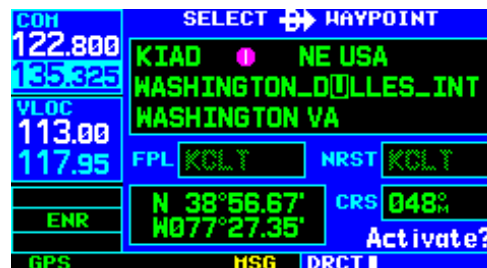 COM
122.800
135.325
VLOC
113.00
117.95
ENR
GPS
SELECT D WAYPOINT
KIAD NE USA
WASHINGTON_DULLES_INT
WASHINGTON VA
FPL KCLT NRST KCLT
N 38°56.67' CRS 048°M
W077°27.35'
Activate?
MSG DRCT